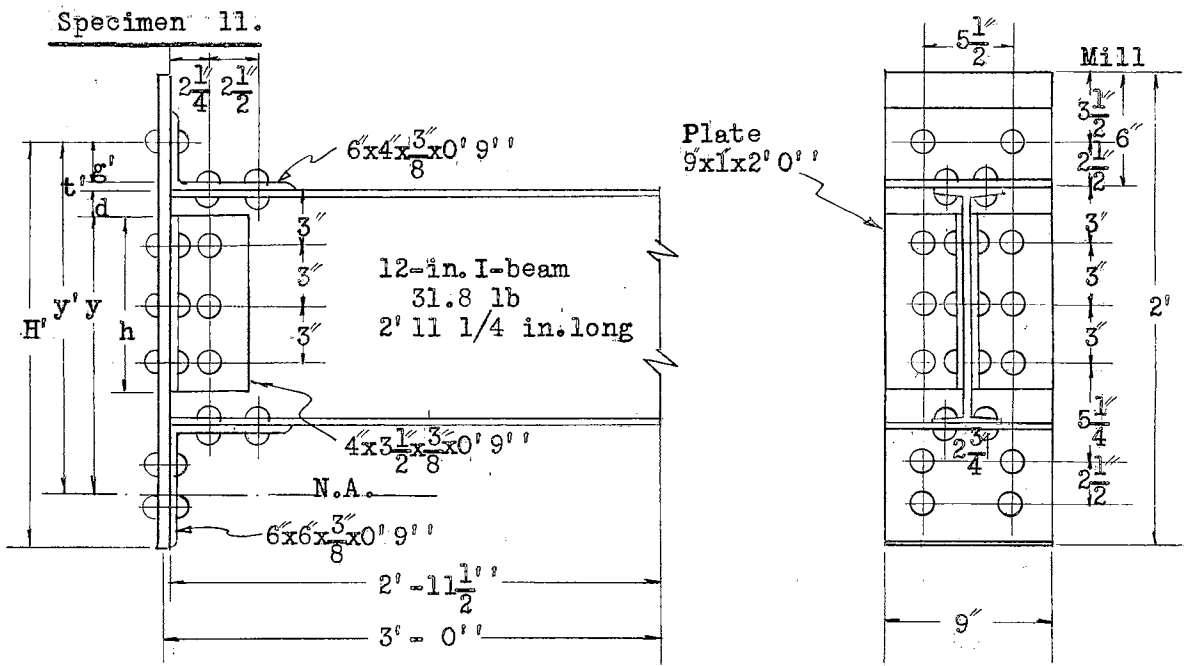 Specimen 11.
2 1/4" 2 1/2"
6"x4"x3/8"x0'9''
g'
t'
d
H'
y' y
h
3"
3"
3"
12-in. I-beam
31.8 lb
2' 11 1/4 in. long
4"x3 1/2"x3/8"x0'9''
N.A.
6"x6"x3/8"x0'9''
2' - 11 1/2''
3' - 0''
5 1/2"
Mill
Plate
9"x1"x2'0''
3 1/2"
6"
2 1/2"
3"
3"
3"
2'
5 1/4"
2 3/4"
2 1/2"
9"